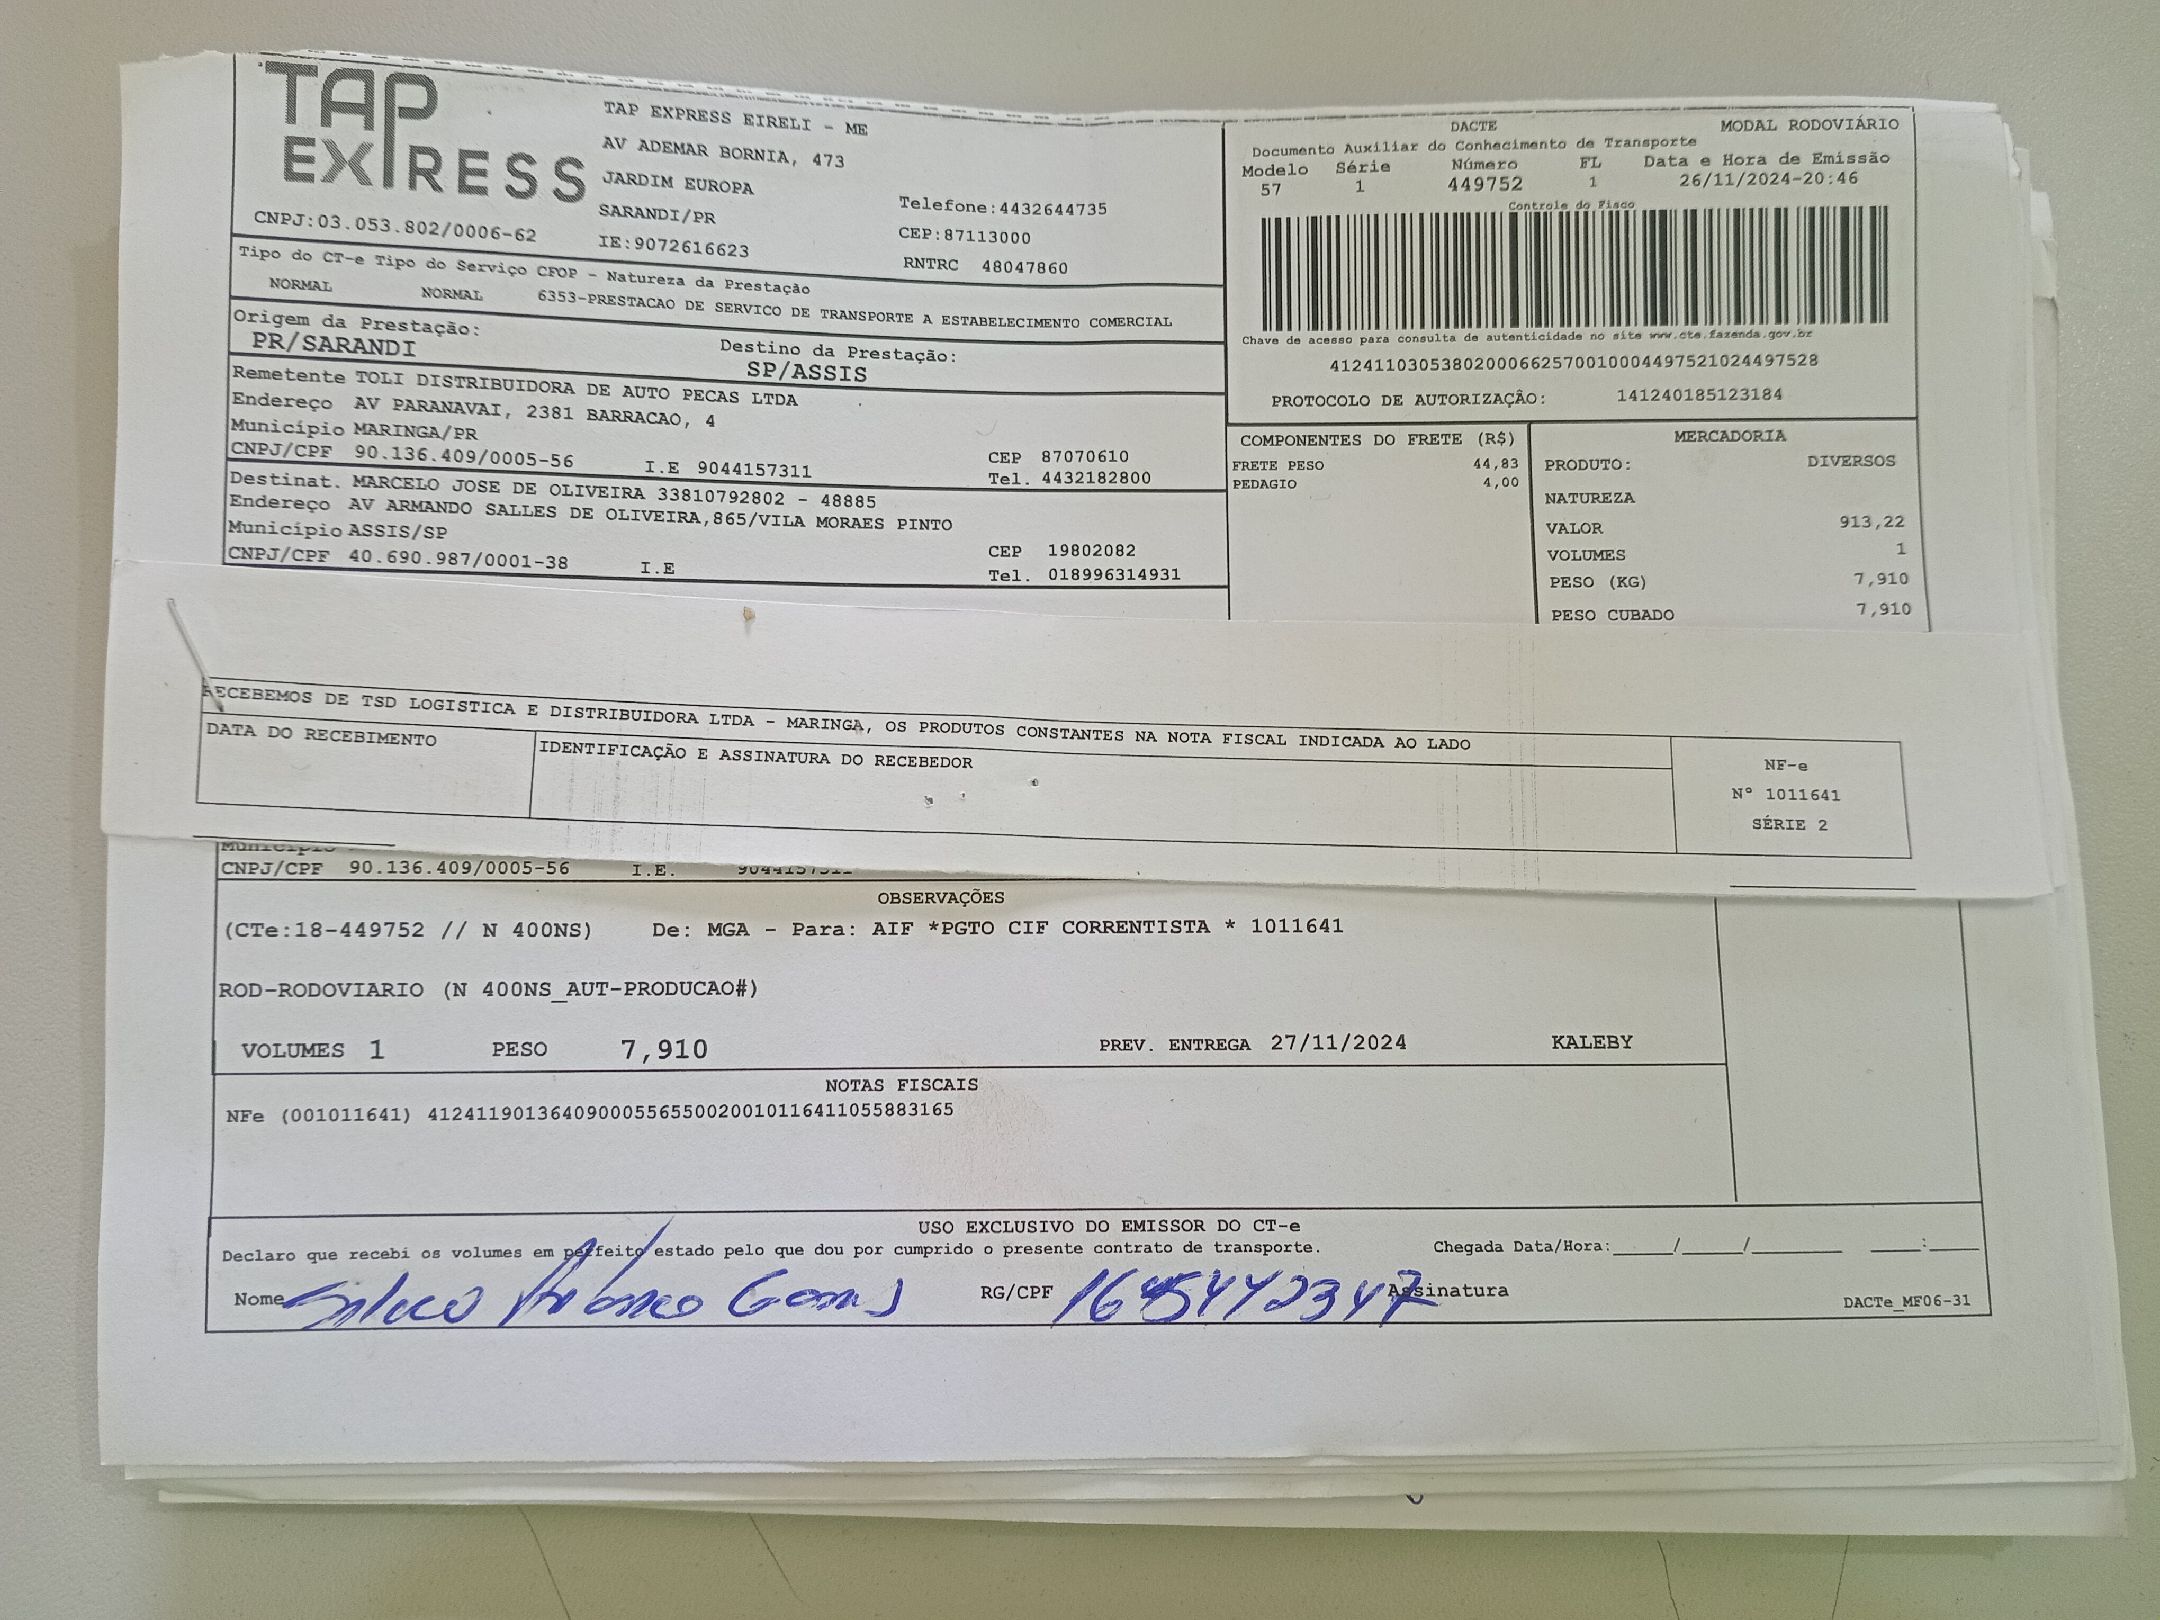 TAP EXPRESS
TAP EXPRESS EIRELI - ME
AV ADEMAR BORNIA, 473
JARDIM EUROPA
SARANDI/PR
Telefone:4432644735
CNPJ:03.053.802/0006-62
IE:9072616623
CEP:87113000
RNTRC 48047860
DACTE
MODAL RODOVIÁRIO
Documento Auxiliar do Conhecimento de Transporte
Modelo Série Número FL Data e Hora de Emissão
57 1 449752 1 26/11/2024-20:46
Controle do Fisco
Chave de acesso para consulta de autenticidade no site www.cte.fazenda.gov.br
41241103053802000662570010004497521024497528
PROTOCOLO DE AUTORIZAÇÃO: 141240185123184
Tipo do CT-e Tipo do Serviço CFOP - Natureza da Prestação
NORMAL NORMAL 6353-PRESTACAO DE SERVICO DE TRANSPORTE A ESTABELECIMENTO COMERCIAL
Origem da Prestação: Destino da Prestação:
PR/SARANDI SP/ASSIS
Remetente TOLI DISTRIBUIDORA DE AUTO PECAS LTDA
Endereço AV PARANAVAI, 2381 BARRACAO, 4
Município MARINGA/PR CEP 87070610
CNPJ/CPF 90.136.409/0005-56 I.E 9044157311 Tel. 4432182800
Destinat. MARCELO JOSE DE OLIVEIRA 33810792802 - 48885
Endereço AV ARMANDO SALLES DE OLIVEIRA,865/VILA MORAES PINTO
Município ASSIS/SP CEP 19802082
CNPJ/CPF 40.690.987/0001-38 I.E Tel. 018996314931
COMPONENTES DO FRETE (R$)
FRETE PESO 44,83
PEDAGIO 4,00
MERCADORIA
PRODUTO: DIVERSOS
NATUREZA
VALOR 913,22
VOLUMES 1
PESO (KG) 7,910
PESO CUBADO 7,910
RECEBEMOS DE TSD LOGISTICA E DISTRIBUIDORA LTDA - MARINGA, OS PRODUTOS CONSTANTES NA NOTA FISCAL INDICADA AO LADO
DATA DO RECEBIMENTO
IDENTIFICAÇÃO E ASSINATURA DO RECEBEDOR
NF-e
Nº 1011641
SÉRIE 2
Município
CNPJ/CPF 90.136.409/0005-56 I.E. 9044157311
OBSERVAÇÕES
(CTe:18-449752 // N 400NS) De: MGA - Para: AIF *PGTO CIF CORRENTISTA * 1011641
ROD-RODOVIARIO (N 400NS_AUT-PRODUCAO#)
VOLUMES 1 PESO 7,910 PREV. ENTREGA 27/11/2024 KALEBY
NOTAS FISCAIS
NFe (001011641) 41241190136409000556550020010116411055883165
USO EXCLUSIVO DO EMISSOR DO CT-e
Declaro que recebi os volumes em perfeito estado pelo que dou por cumprido o presente contrato de transporte. Chegada Data/Hora:____/____/______ ____:____
Nome RG/CPF Assinatura
DACTe_MF06-31